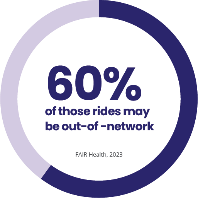 60%
of those rides may
be out-of -network
FAIR Health, 2023